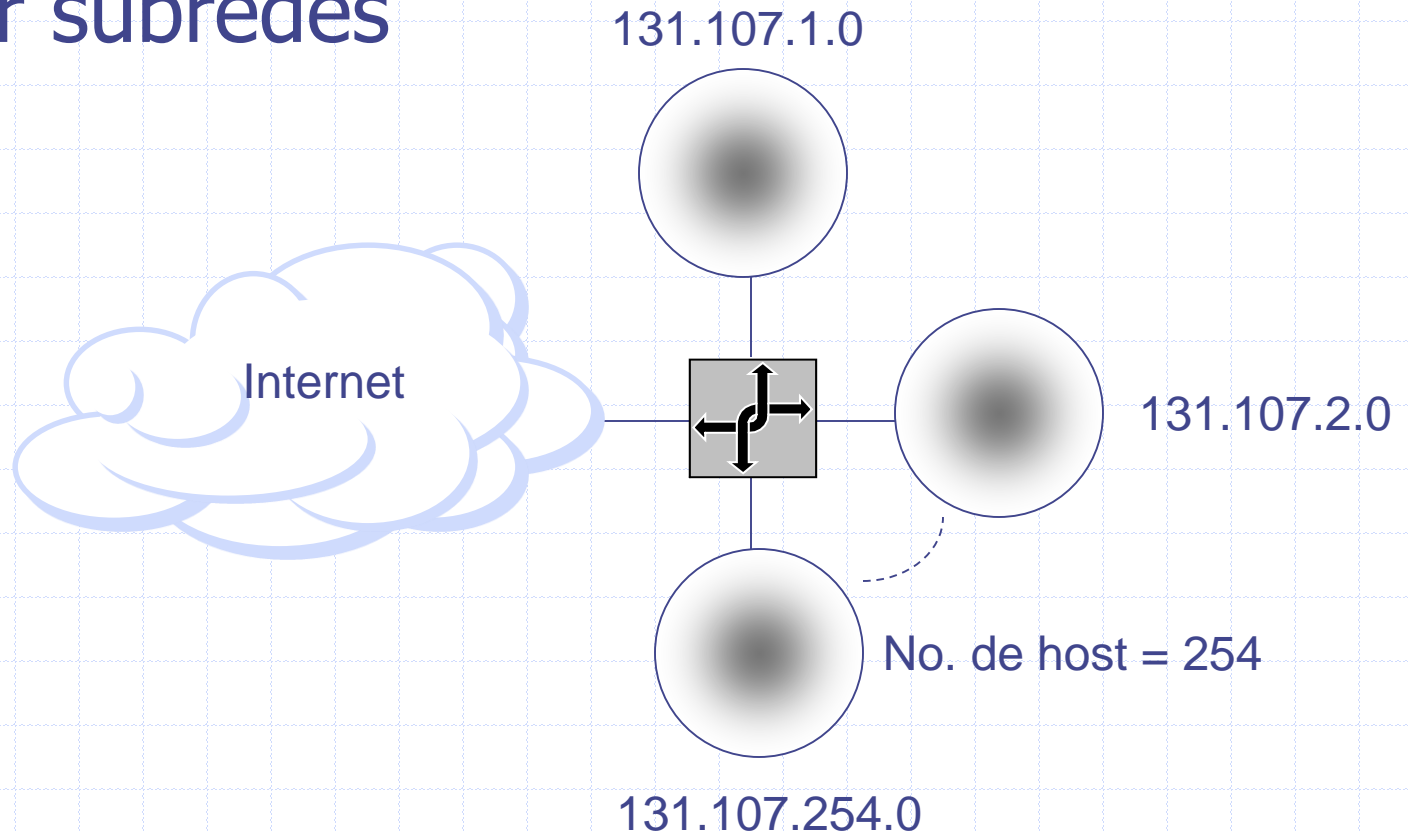 r subredes
131.107.1.0
Internet
131.107.2.0
No. de host = 254
131.107.254.0